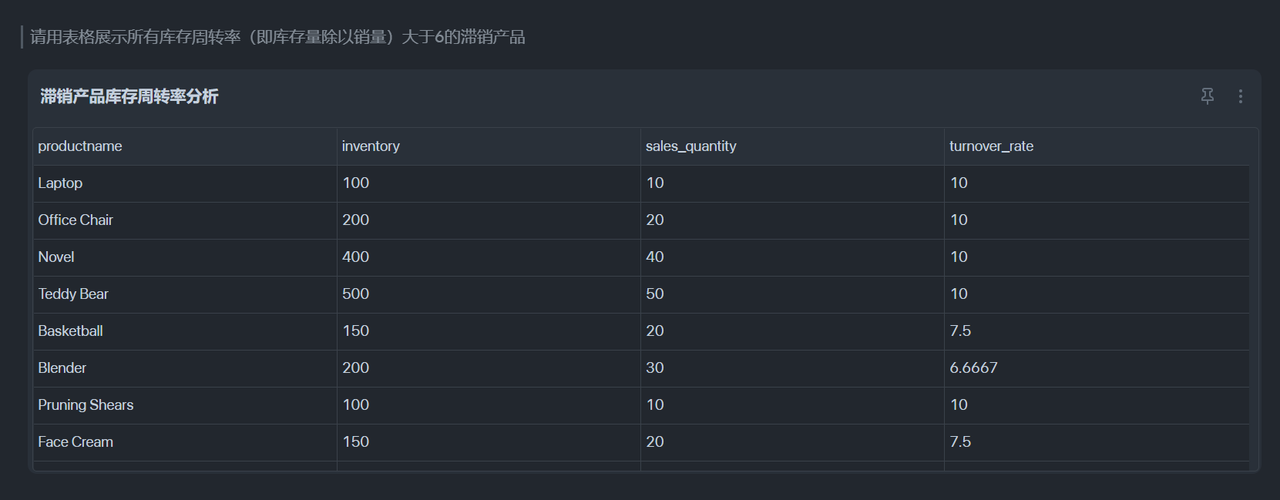 请用表格展示所有库存周转率（即库存量除以销量）大于6的滞销产品
滞销产品库存周转率分析
productname inventory sales_quantity turnover_rate
Laptop 100 10 10
Office Chair 200 20 10
Novel 400 40 10
Teddy Bear 500 50 10
Basketball 150 20 7.5
Blender 200 30 6.6667
Pruning Shears 100 10 10
Face Cream 150 20 7.5